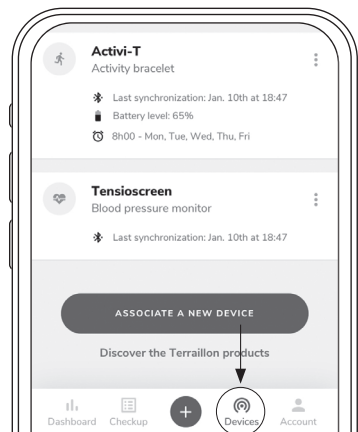 Activi-T
Activity bracelet
Last synchronization: Jan. 10th at 18:47
Battery level: 65%
8h00 - Mon, Tue, Wed, Thu, Fri
Tensioscreen
Blood pressure monitor
Last synchronization: Jan. 10th at 18:47
ASSOCIATE A NEW DEVICE
Discover the Terraillon products
Dashboard Checkup + Devices Account